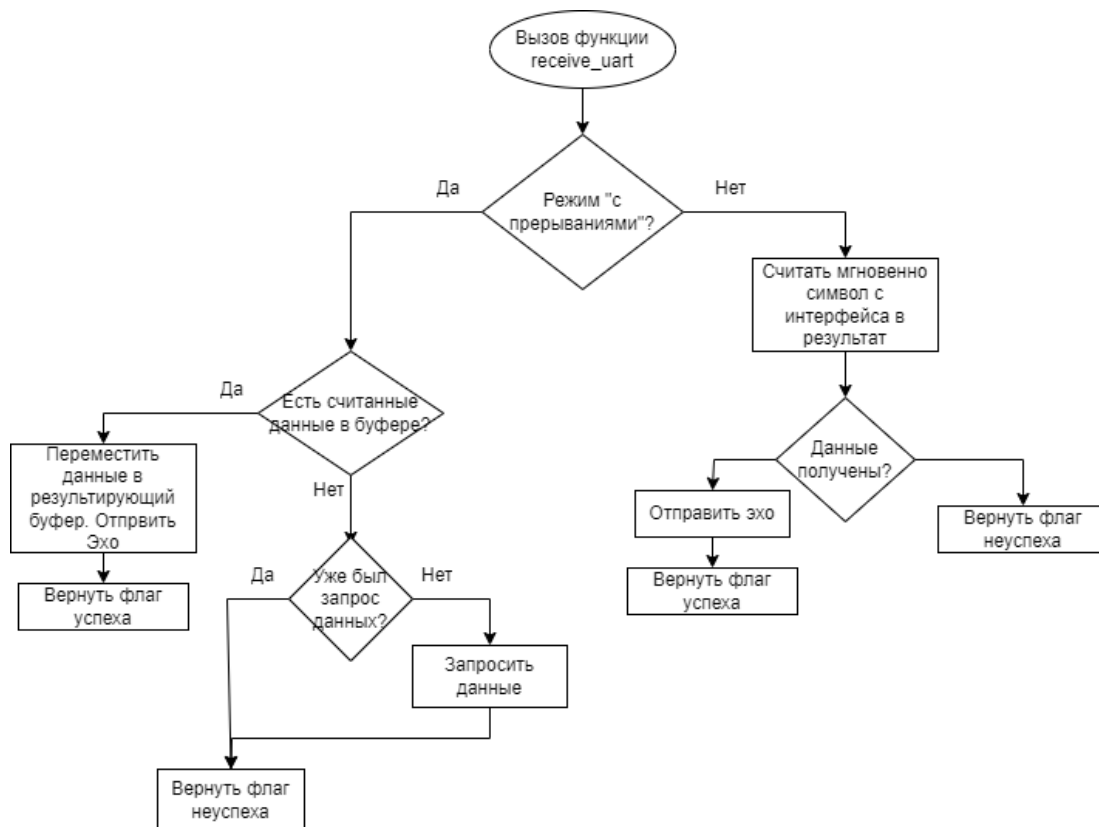 Вызов функции
receive_uart
Да
Нет
Режим "с
прерываниями"?
Считать мгновенно
символ с
интерфейса в
результат
Да
Есть считанные
данные в буфере?
Переместить
данные в
результирующий
буфер. Отпрвить
Эхо
Данные
получены?
Нет
Отправить эхо
Вернуть флаг
неуспеха
Да
Уже был
запрос
данных?
Нет
Вернуть флаг
успеха
Вернуть флаг
успеха
Запросить
данные
Вернуть флаг
неуспеха